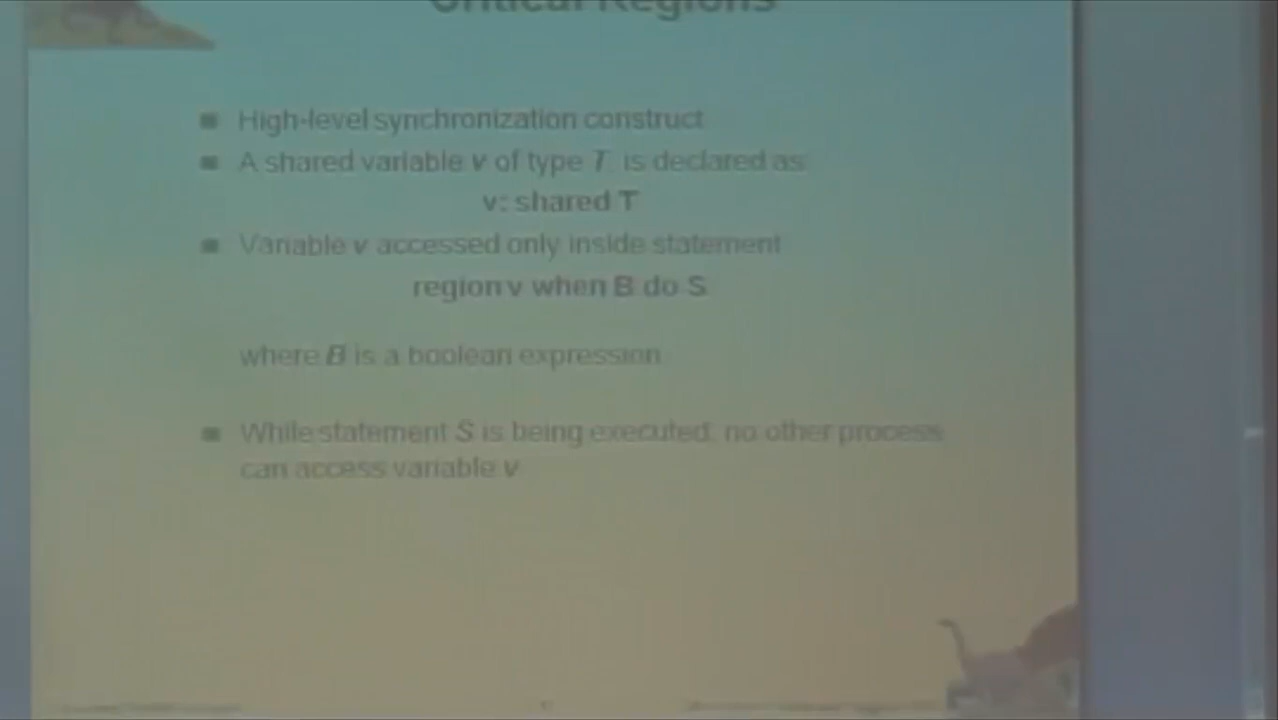 Critical Regions
High-level synchronization construct
A shared variable v of type T is declared as
v: shared T
Variable v accessed only inside statement
region v when B do S
where B is a boolean expression
While statement S is being executed, no other process
can access variable v